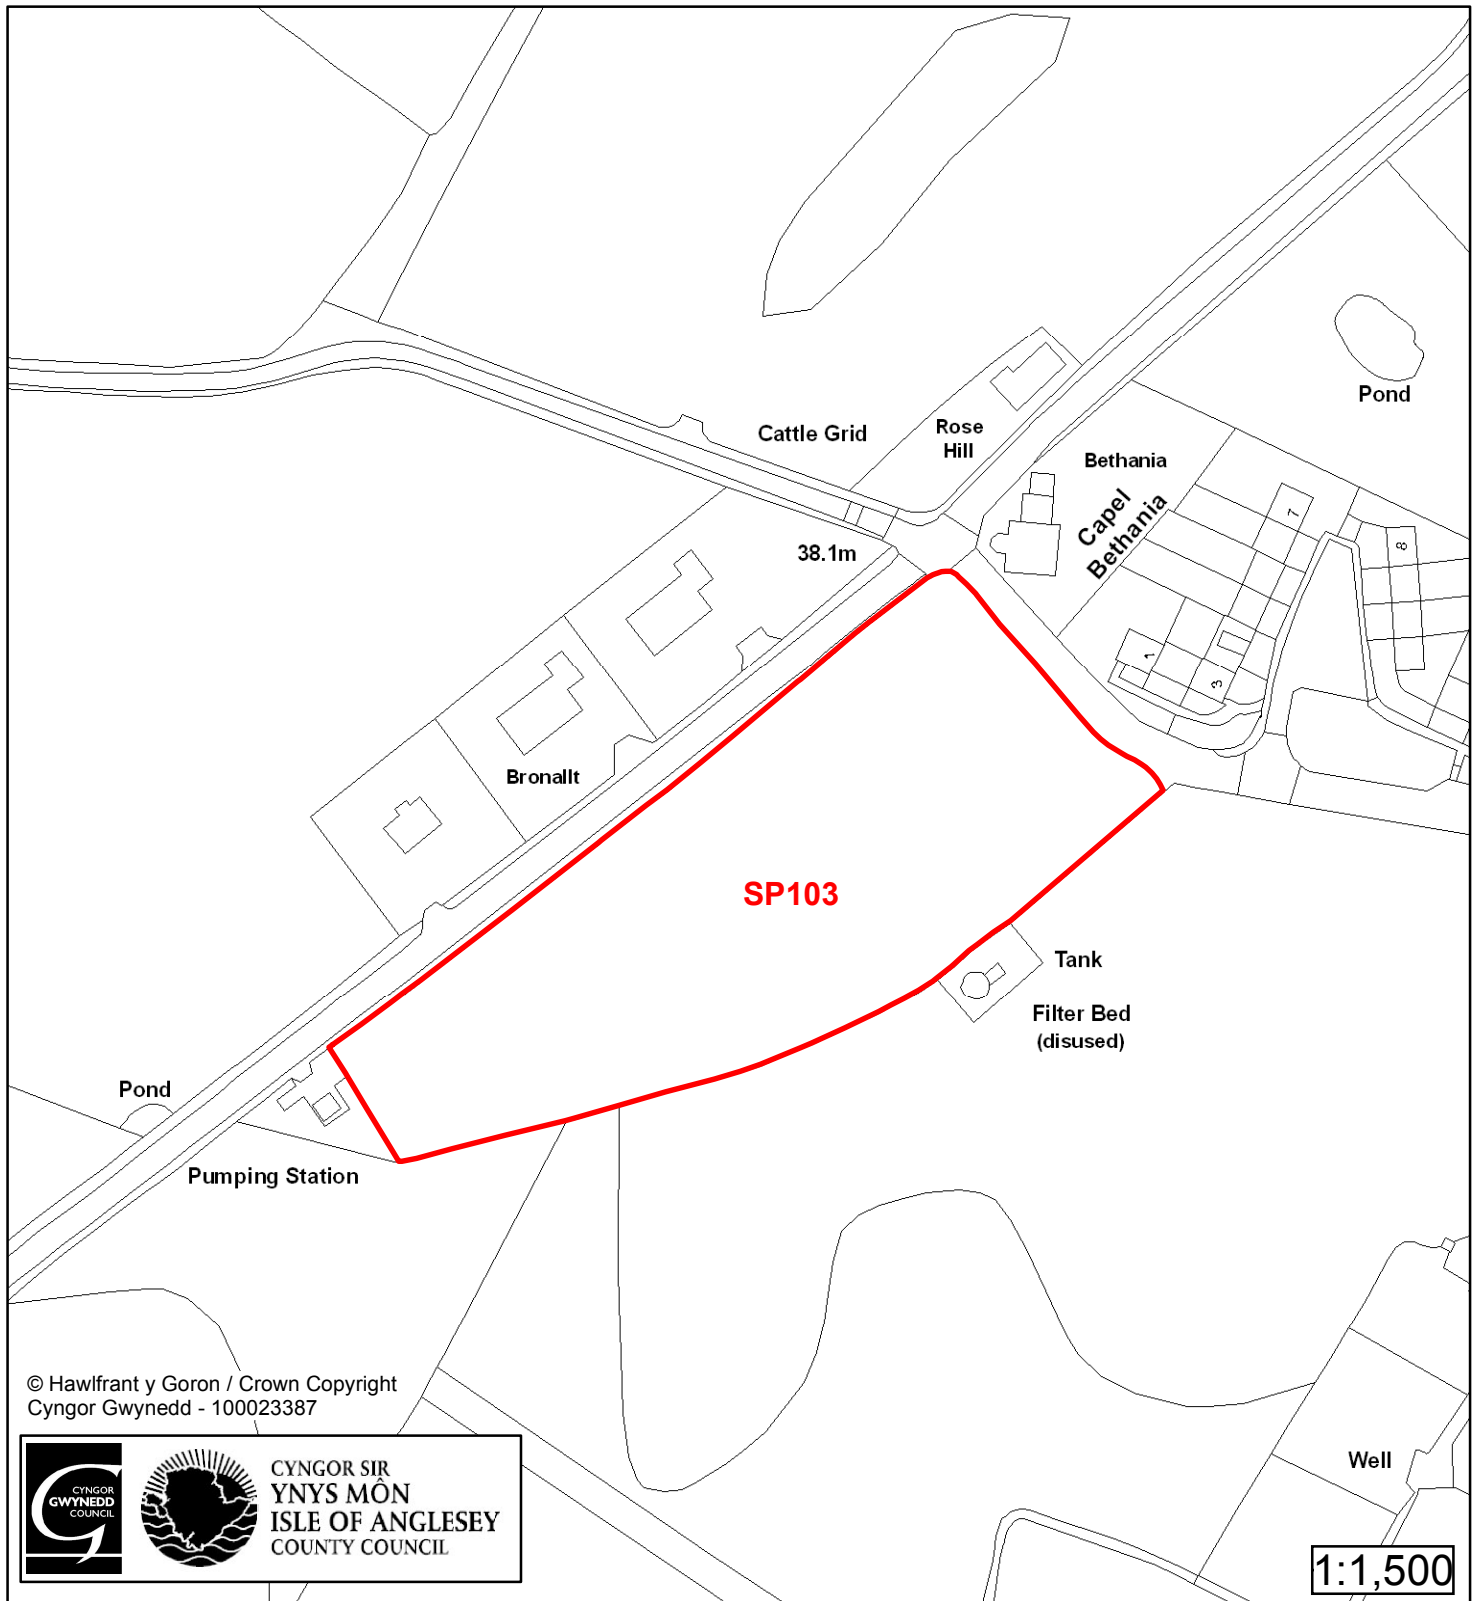 Pond
Cattle Grid
Rose
Hill
Bethania
Capel
Bethania
7
8
38.1m
1
3
Bronallt
SP103
Tank
Filter Bed
(disused)
Pond
Pumping Station
© Hawlfrant y Goron / Crown Copyright
Cyngor Gwynedd - 100023387
CYNGOR
GWYNEDD
COUNCIL
CYNGOR SIR
YNYS MÔN
ISLE OF ANGLESEY
COUNTY COUNCIL
Well
1:1,500